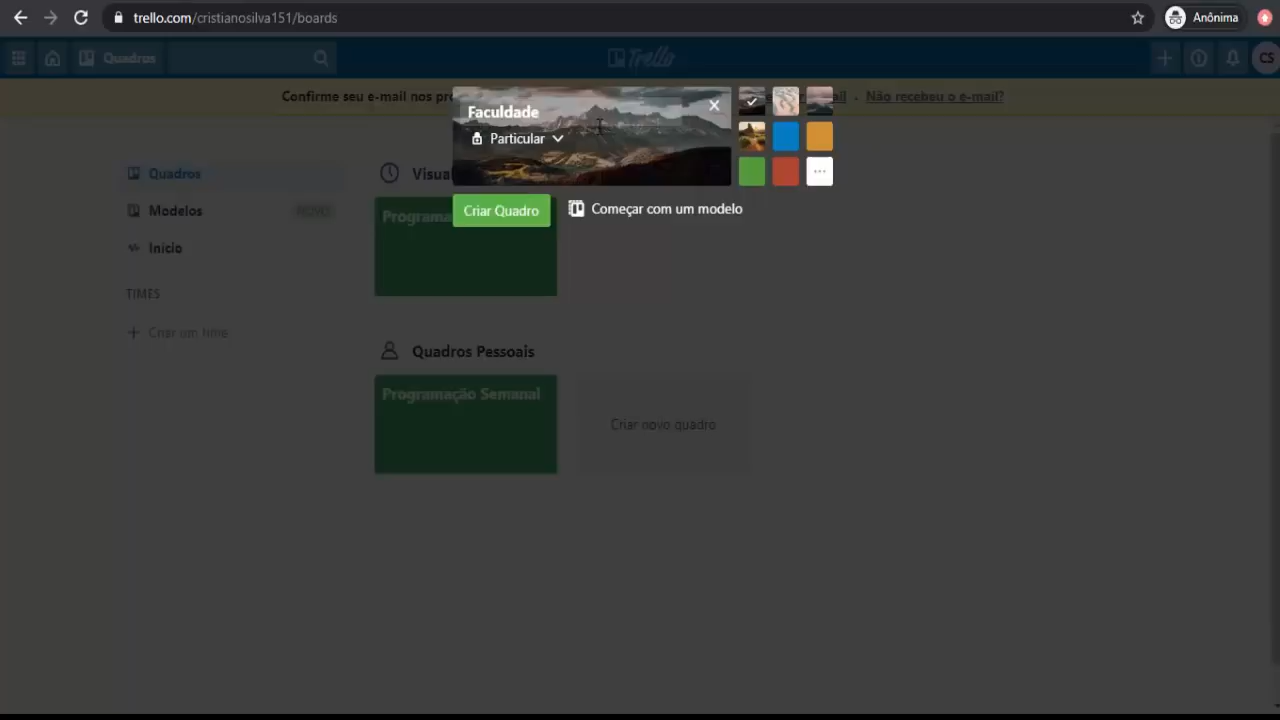 trello.com/cristianosilva151/boards
Anônima
Quadros
Trello
CS
Confirme seu e-mail nos
Não recebeu o e-mail?
Faculdade
Particular
Criar Quadro
Começar com um modelo
Quadros
Modelos
NOVO
Início
TIMES
Criar um time
Programa
Quadros Pessoais
Programação Semanal
Criar novo quadro